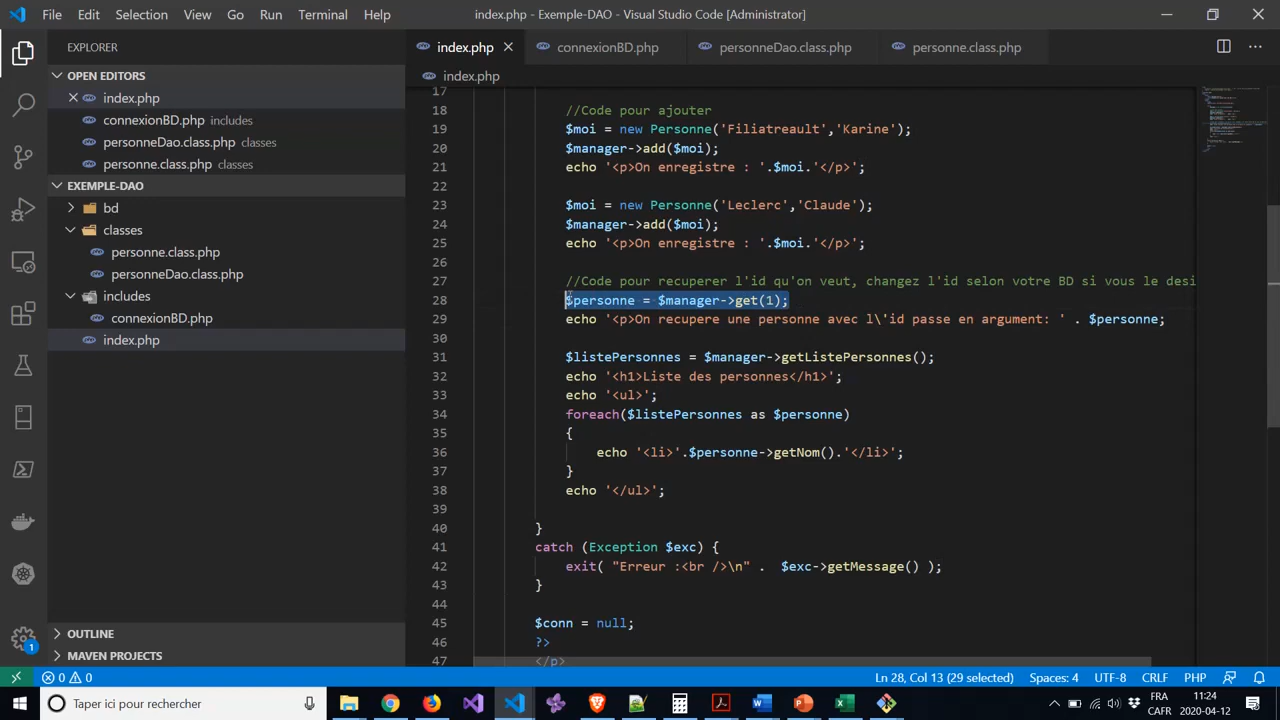 File Edit Selection View Go Run Terminal Help index.php - Exemple-DAO - Visual Studio Code [Administrator]
EXPLORER
OPEN EDITORS
index.php
connexionBD.php includes
personneDao.class.php classes
personne.class.php classes
EXEMPLE-DAO
bd
classes
personne.class.php
personneDao.class.php
includes
connexionBD.php
index.php
OUTLINE
MAVEN PROJECTS
index.php connexionBD.php personneDao.class.php personne.class.php
index.php
17
18 //Code pour ajouter
19 $moi = new Personne('Filiatreault','Karine');
20 $manager->add($moi);
21 echo '<p>On enregistre : '.$moi.'</p>';
22
23 $moi = new Personne('Leclerc','Claude');
24 $manager->add($moi);
25 echo '<p>On enregistre : '.$moi.'</p>';
26
27 //Code pour recuperer l'id qu'on veut, changez l'id selon votre BD si vous le desi
28 $personne = $manager->get(1);
29 echo '<p>On recupere une personne avec l\'id passe en argument: ' . $personne;
30
31 $listePersonnes = $manager->getListePersonnes();
32 echo '<h1>Liste des personnes</h1>';
33 echo '<ul>';
34 foreach($listePersonnes as $personne)
35 {
36 echo '<li>'.$personne->getNom().'</li>';
37 }
38 echo '</ul>';
39
40 }
41 catch (Exception $exc) {
42 exit( "Erreur :<br />\n" . $exc->getMessage() );
43 }
44
45 $conn = null;
46 ?>
47 </p>
1
0 0 Ln 28, Col 13 (29 selected) Spaces: 4 UTF-8 CRLF PHP
Taper ici pour rechercher
FRA 11:24
CAFR 2020-04-12